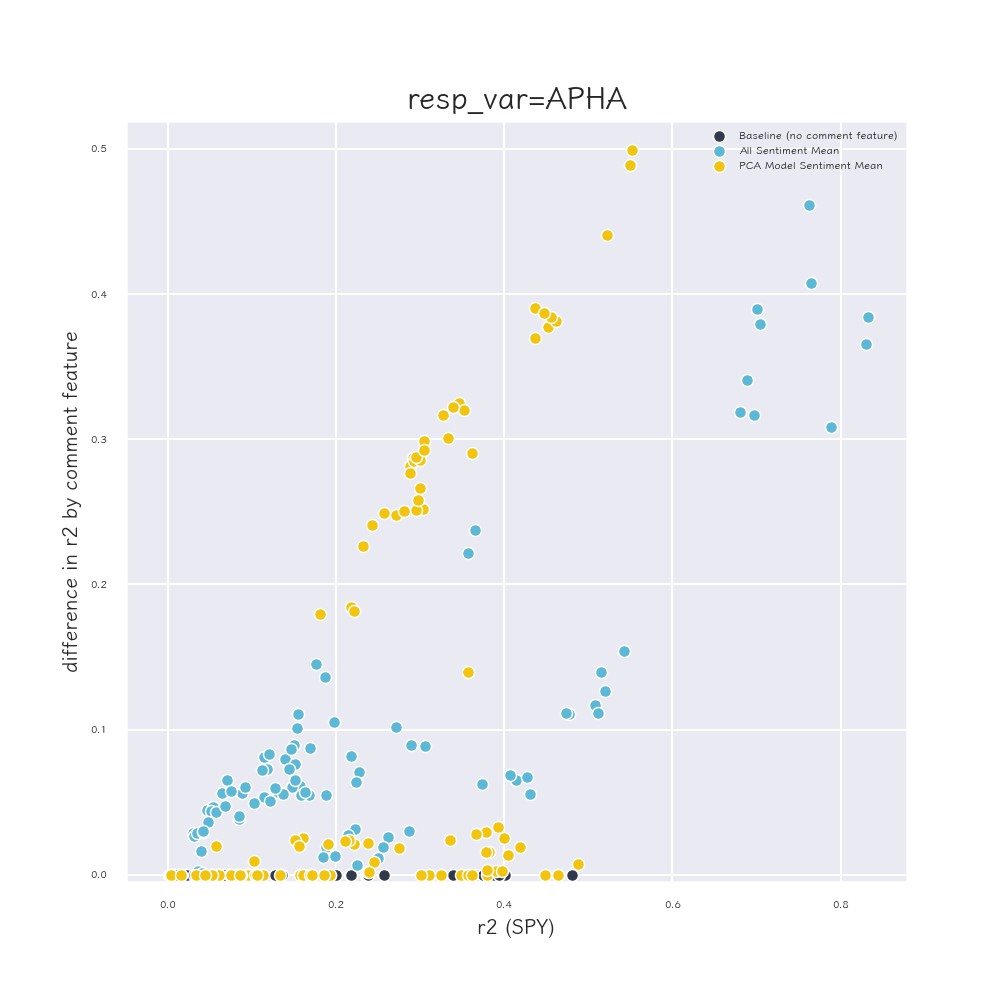 resp_var=APHA
Baseline (no comment feature)
All Sentiment Mean
PCA Model Sentiment Mean
difference in r2 by comment feature
0.5
0.4
0.3
0.2
0.1
0.0
0.0 0.2 0.4 0.6 0.8
r2 (SPY)